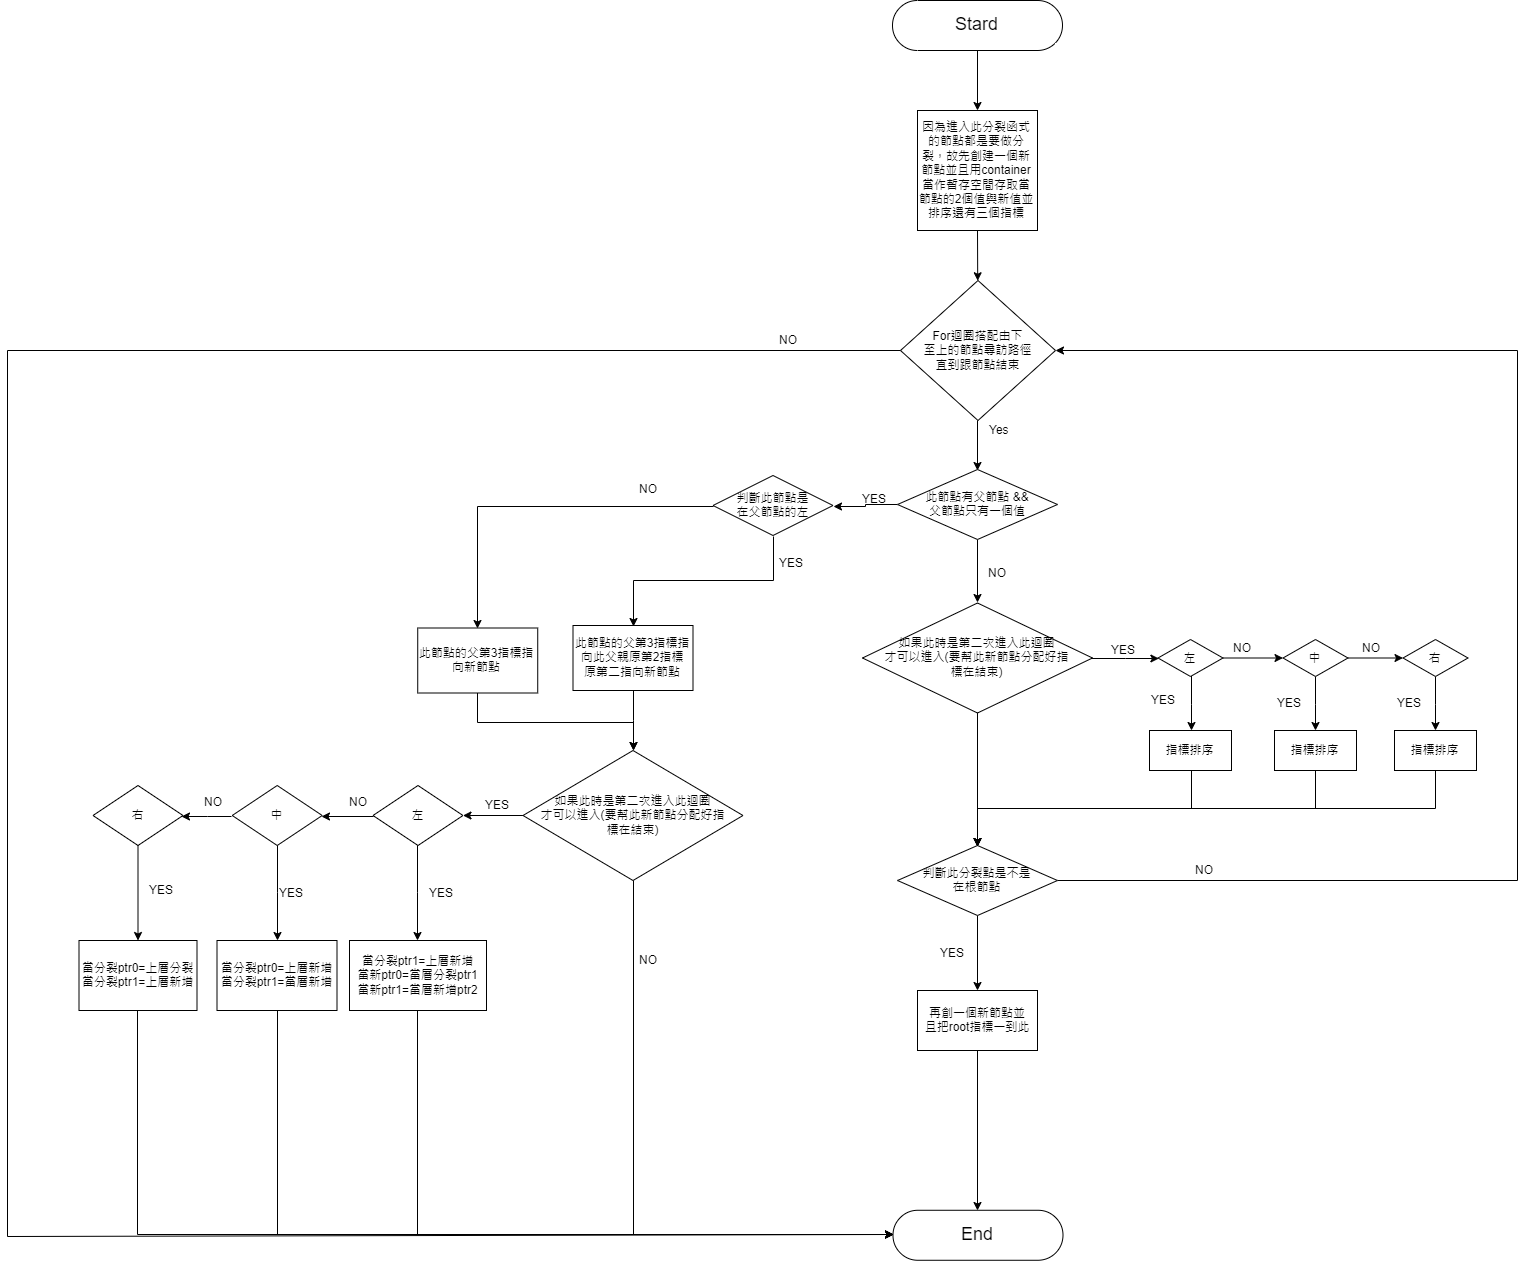 Stard
因為進入此分裂函式
的節點都是要做分
裂，故先創建一個新
節點並且用container
當作暫存空間存取當
節點的2個值與新值並
排序還有三個指標
For迴圈搭配由下
至上的節點尋訪路徑
直到跟節點結束
NO
Yes
此節點有父節點 &&
父節點只有一個值
YES
判斷此節點是
在父節點的左
NO
YES
NO
此節點的父第3指標指
向新節點
此節點的父第3指標指
向此父親原第2指標
原第二指向新節點
如果此時是第二次進入此迴圈
才可以進入(要幫此新節點分配好指
標在結束)
YES
左
NO
中
NO
右
YES
YES
YES
指標排序
指標排序
指標排序
如果此時是第二次進入此迴圈
才可以進入(要幫此新節點分配好指
標在結束)
YES
左
NO
中
NO
右
YES
YES
YES
NO
當分裂ptr0=上層分裂
當分裂ptr1=上層新增
當分裂ptr0=上層新增
當分裂ptr1=當層新增
當分裂ptr1=上層新增
當新ptr0=當層分裂ptr1
當新ptr1=當層新增ptr2
判斷此分裂點是不是
在根節點
NO
YES
再創一個新節點並
且把root指標一到此
End